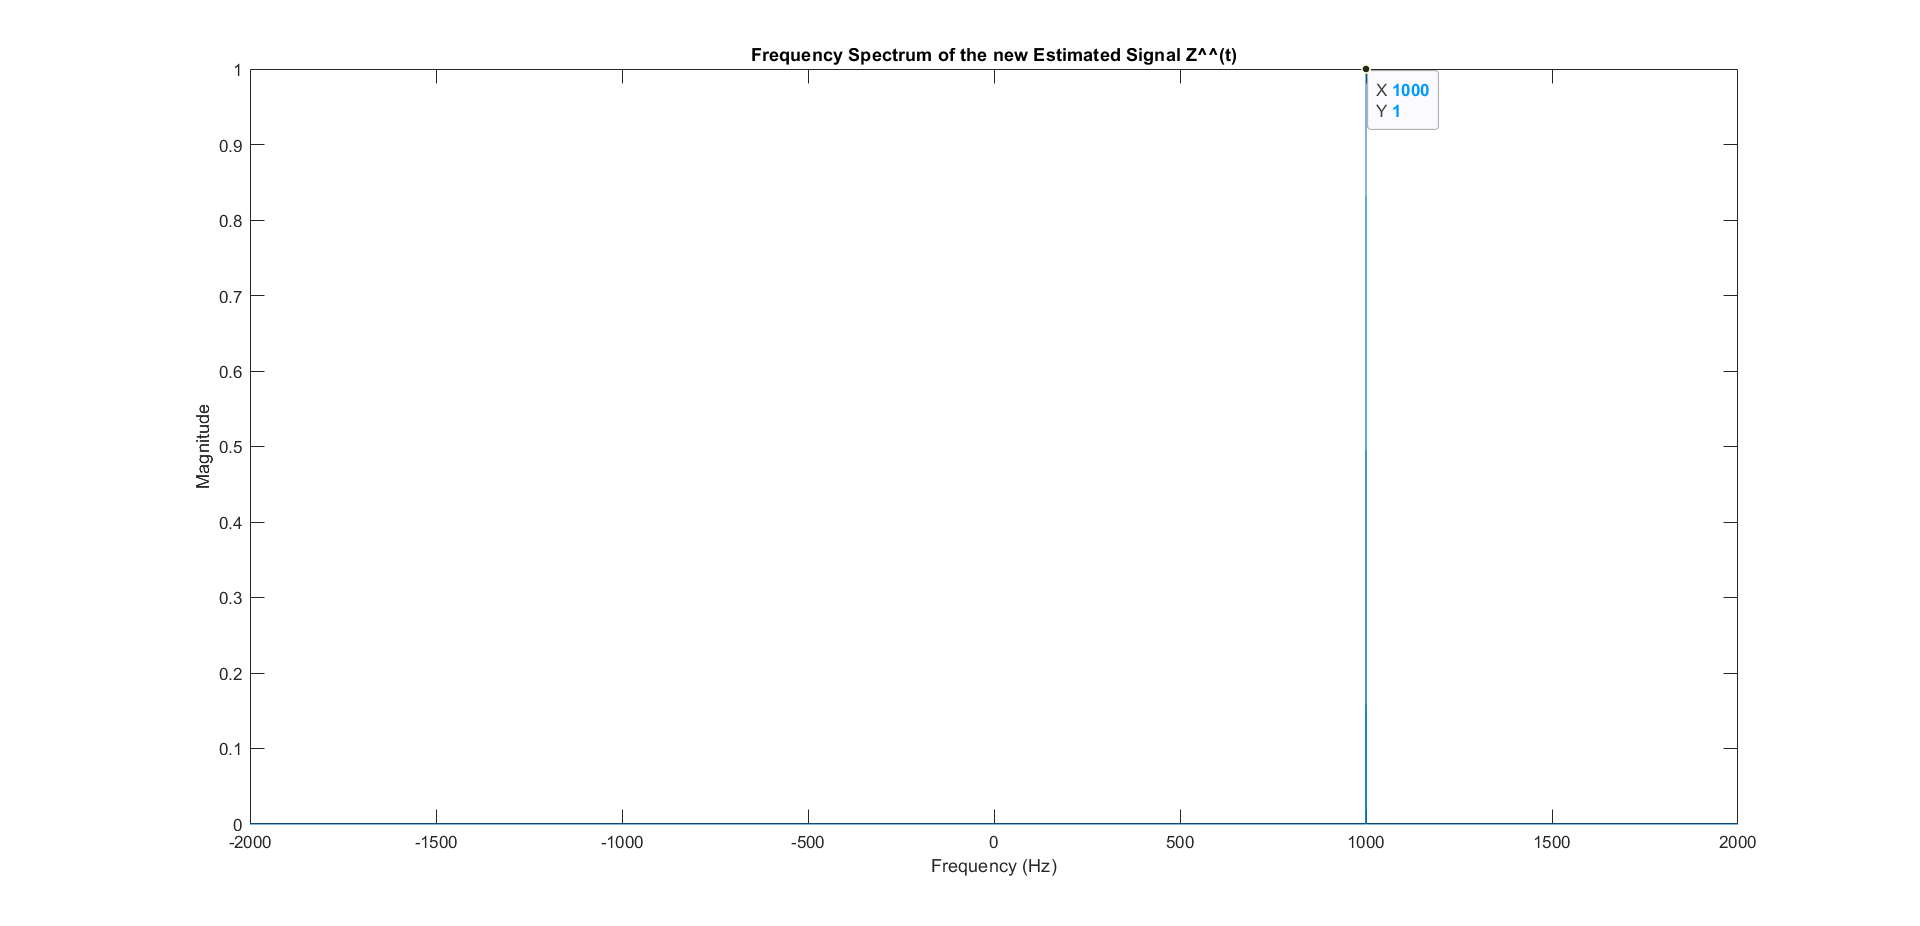 Frequency Spectrum of the new Estimated Signal Z^^(t)
1
X 1000
Y 1
0.9
0.8
0.7
0.6
0.5
0.4
0.3
0.2
0.1
0
Magnitude
-2000 -1500 -1000 -500 0 500 1000 1500 2000
Frequency (Hz)